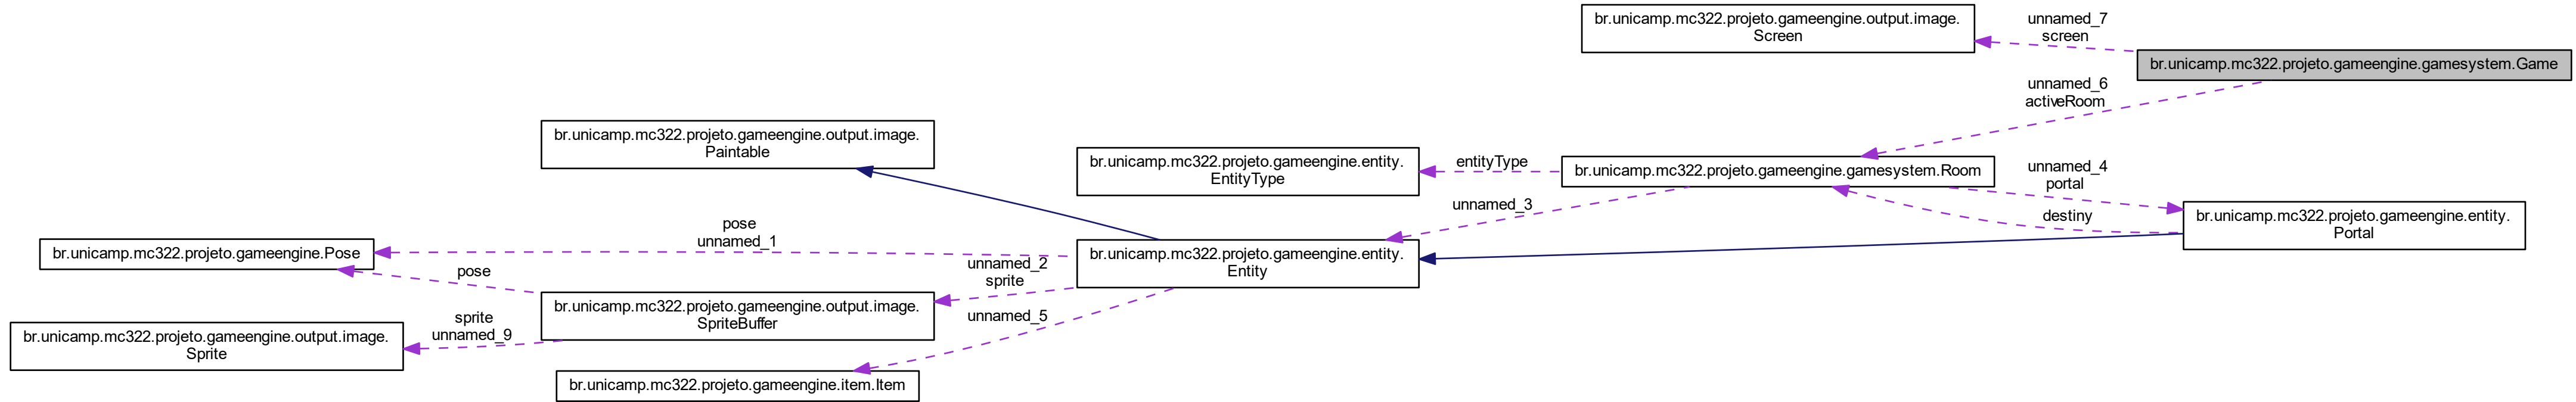 br.unicamp.mc322.projeto.gameengine.output.image.
Screen
unnamed_7
screen
br.unicamp.mc322.projeto.gameengine.gamesystem.Game
unnamed_6
activeRoom
br.unicamp.mc322.projeto.gameengine.output.image.
Paintable
br.unicamp.mc322.projeto.gameengine.entity.
EntityType
entityType
br.unicamp.mc322.projeto.gameengine.gamesystem.Room
unnamed_4
portal
unnamed_3
destiny
br.unicamp.mc322.projeto.gameengine.entity.
Portal
pose
unnamed_1
br.unicamp.mc322.projeto.gameengine.Pose
br.unicamp.mc322.projeto.gameengine.entity.
Entity
pose
unnamed_2
sprite
br.unicamp.mc322.projeto.gameengine.output.image.
SpriteBuffer
sprite
unnamed_9
unnamed_5
br.unicamp.mc322.projeto.gameengine.output.image.
Sprite
br.unicamp.mc322.projeto.gameengine.item.Item